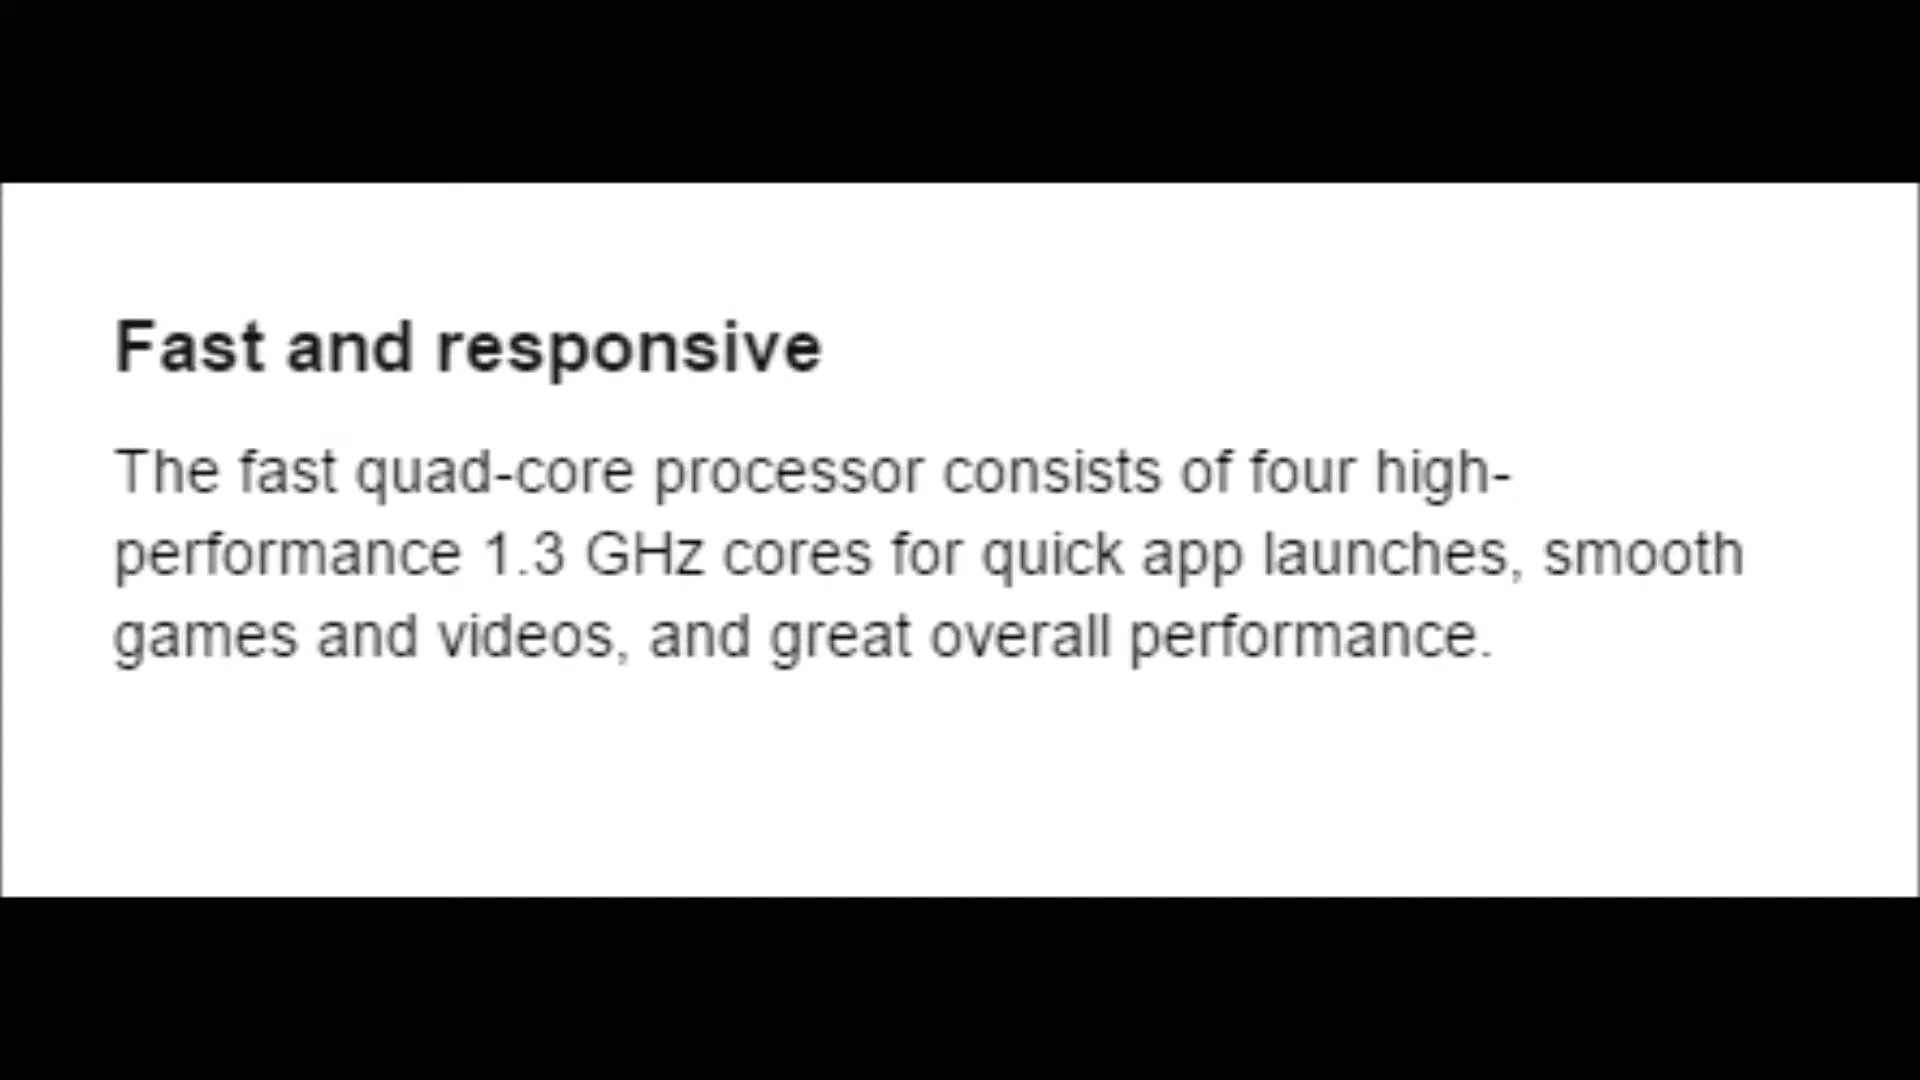 Fast and responsive
The fast quad-core processor consists of four high-
performance 1.3 GHz cores for quick app launches, smooth
games and videos, and great overall performance.